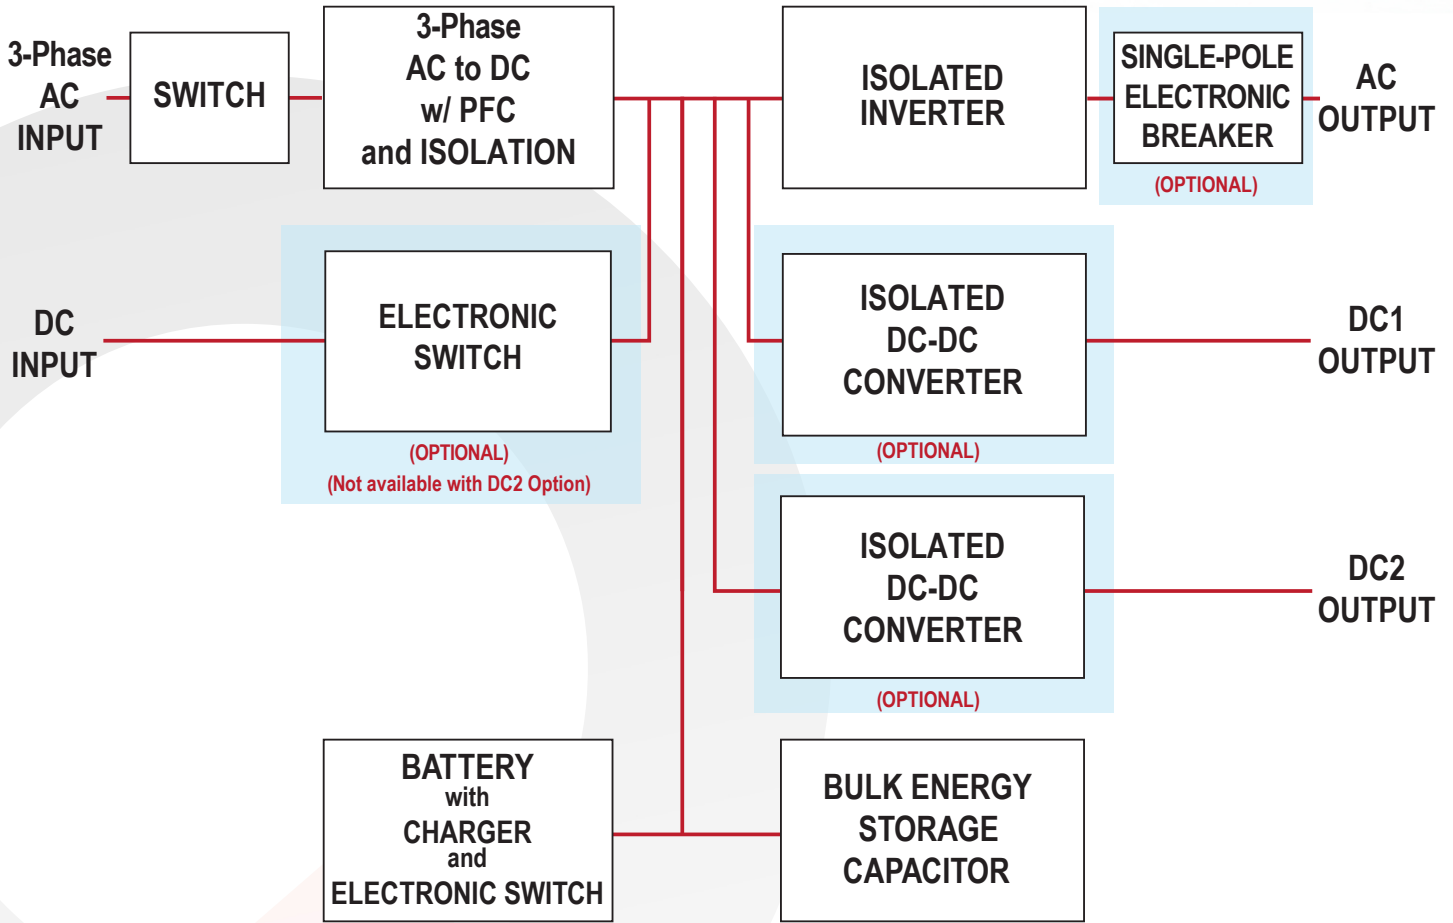 3-Phase
AC
INPUT
SWITCH
3-Phase
AC to DC
w/ PFC
and ISOLATION
ISOLATED
INVERTER
SINGLE-POLE
ELECTRONIC
BREAKER
(OPTIONAL)
AC
OUTPUT
DC
INPUT
ELECTRONIC
SWITCH
(OPTIONAL)
(Not available with DC2 Option)
ISOLATED
DC-DC
CONVERTER
(OPTIONAL)
DC1
OUTPUT
ISOLATED
DC-DC
CONVERTER
(OPTIONAL)
DC2
OUTPUT
BATTERY
with
CHARGER
and
ELECTRONIC SWITCH
BULK ENERGY
STORAGE
CAPACITOR